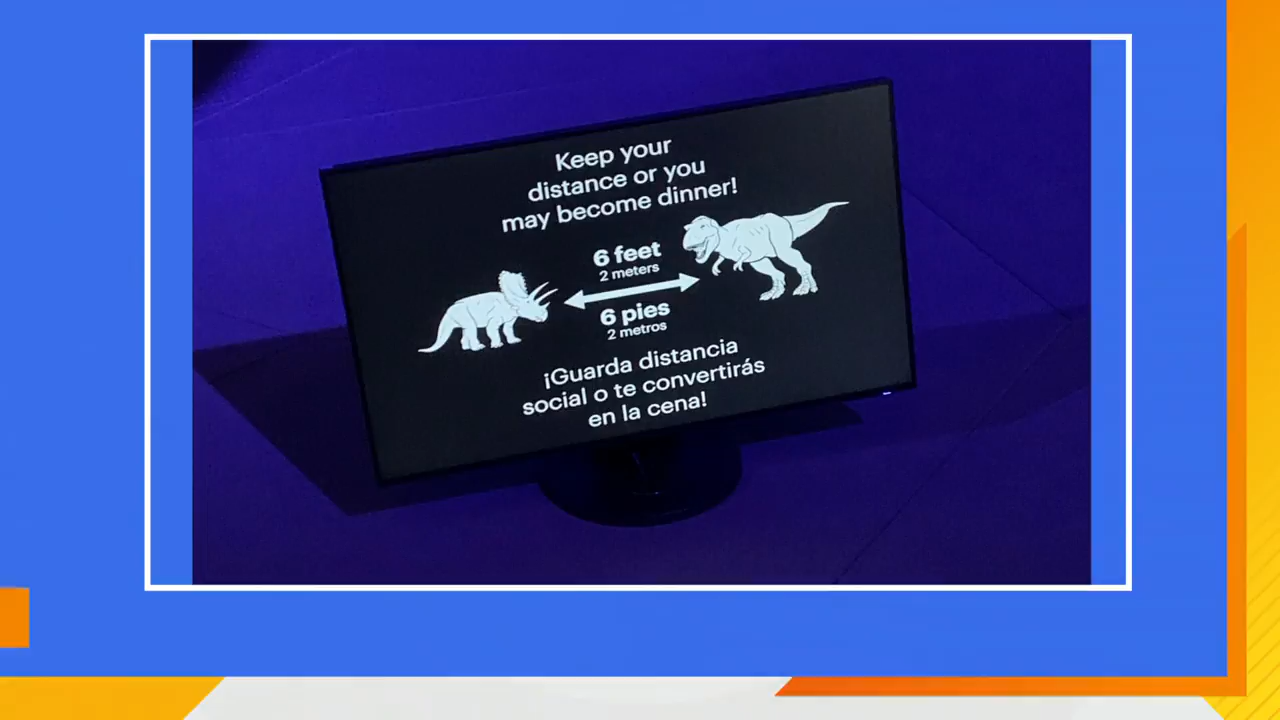 Keep your
distance or you
may become dinner!
6 feet
2 meters
6 pies
2 metros
¡Guarda distancia
social o te convertirás
en la cena!